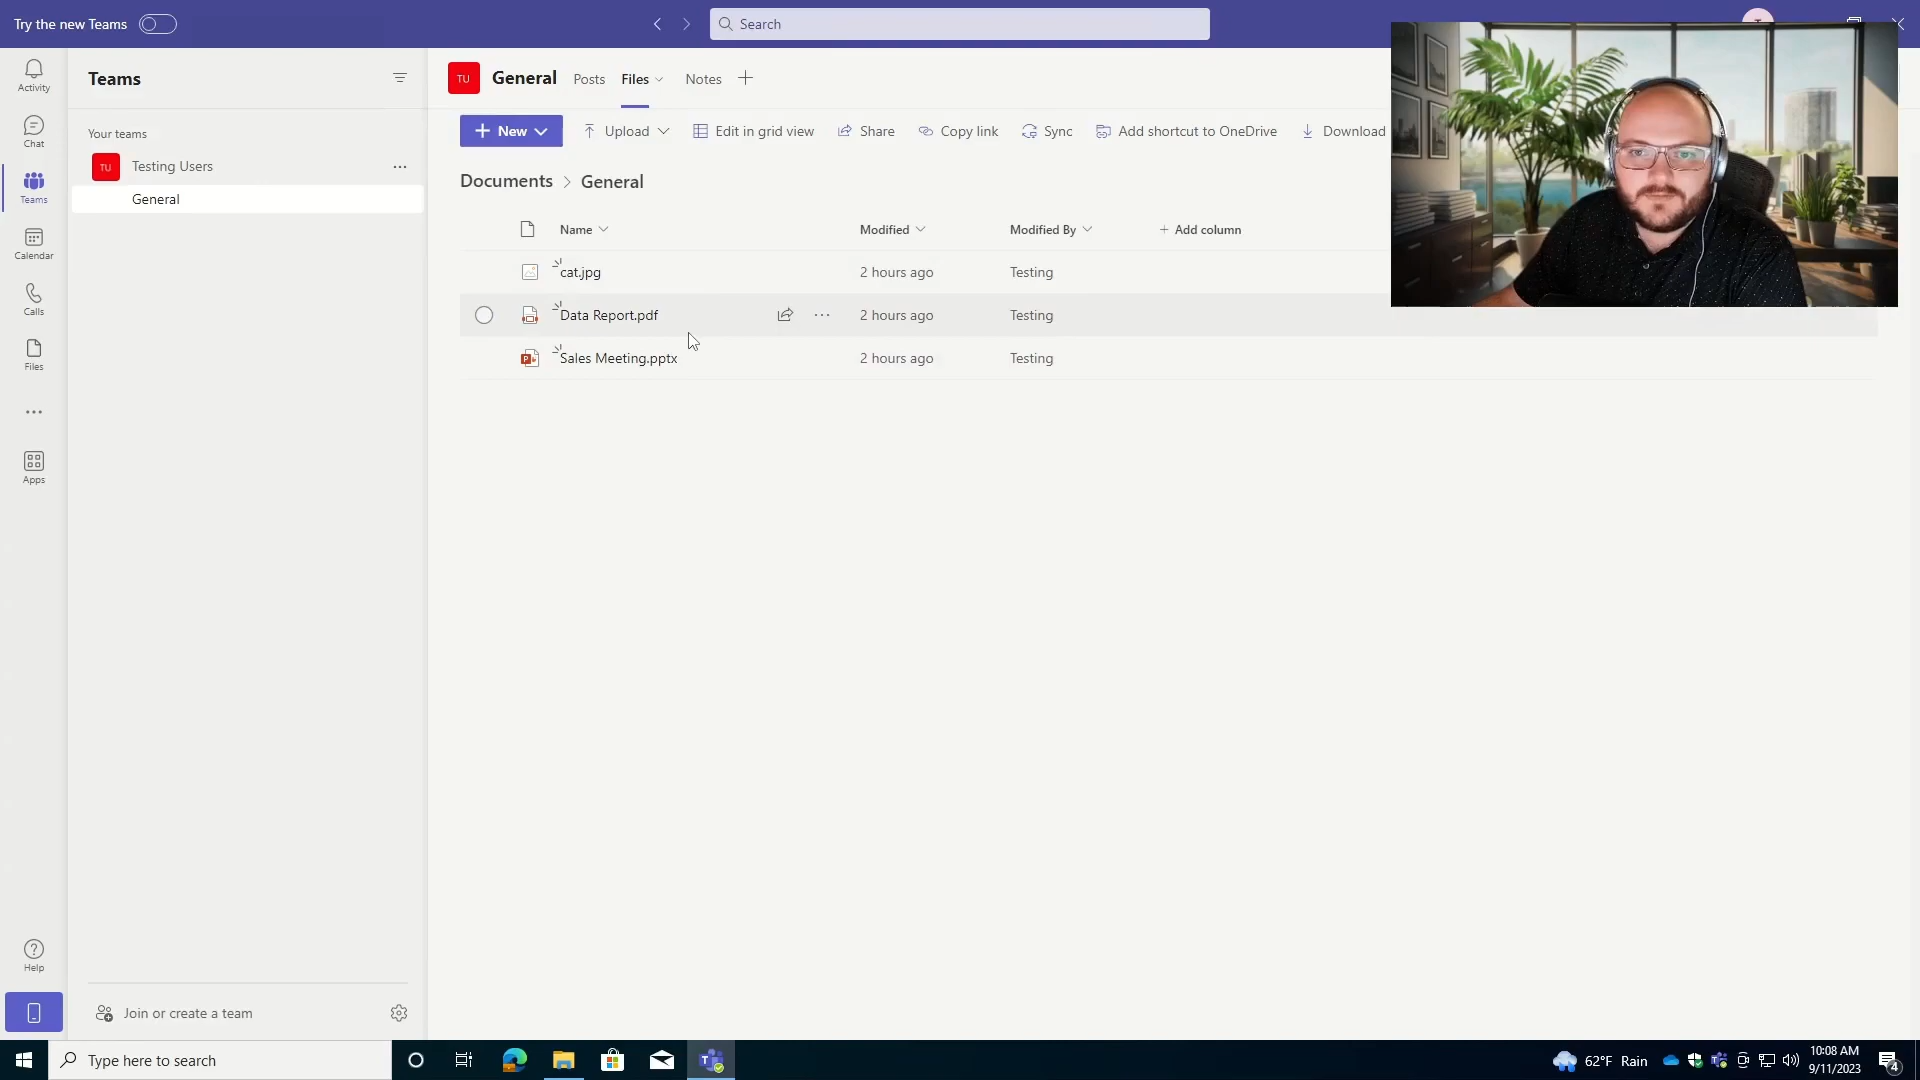 Try the new Teams
Search
Activity
Chat
Teams
Calendar
Calls
Files
Apps
Help
Teams
Your teams
TU Testing Users
General
Join or create a team
TU General Posts Files Notes
New Upload Edit in grid view Share Copy link Sync Add shortcut to OneDrive Download
Documents > General
Name Modified Modified By + Add column
cat.jpg 2 hours ago Testing
Data Report.pdf 2 hours ago Testing
Sales Meeting.pptx 2 hours ago Testing
Type here to search
62°F Rain
10:08 AM
9/11/2023
4